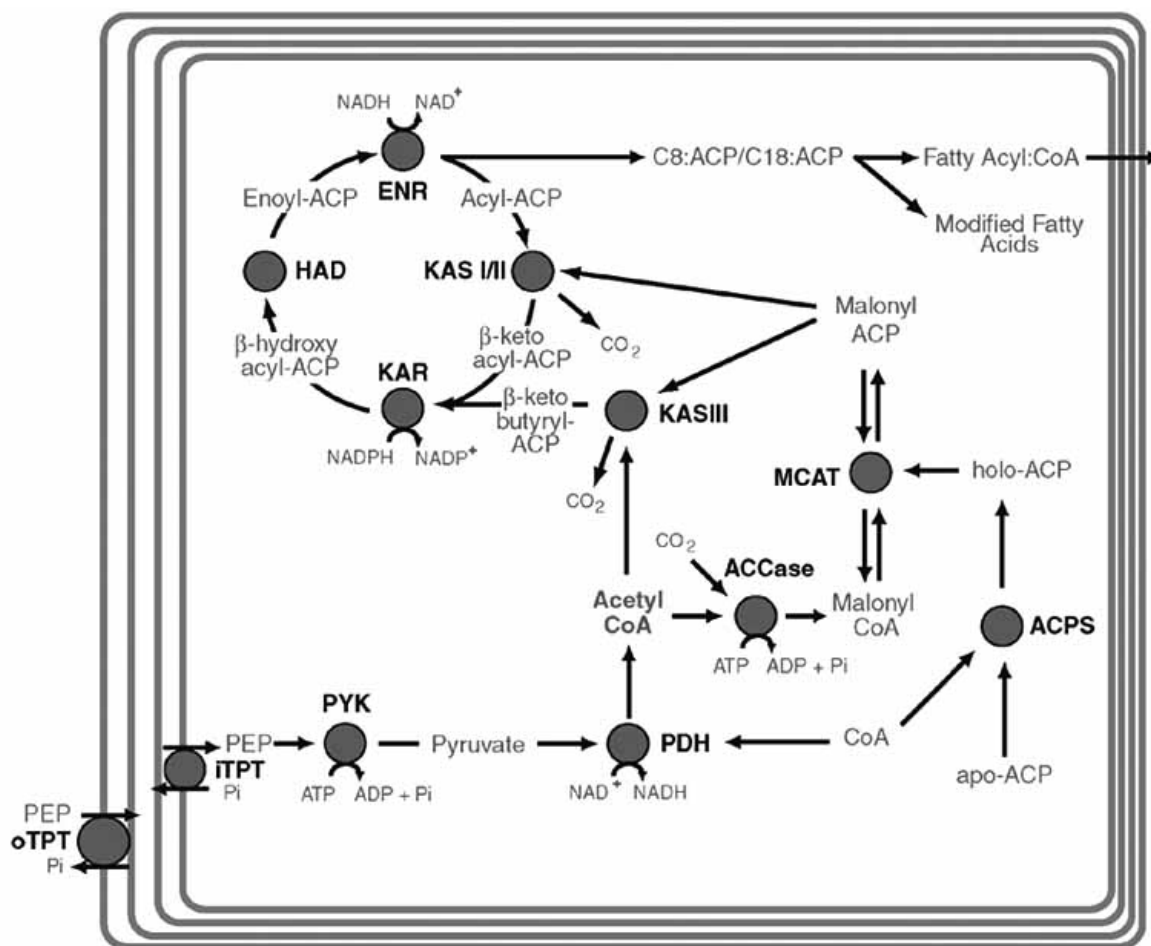 NADH NAD+
ENR
Enoyl-ACP
Acyl-ACP
C8:ACP/C18:ACP
Fatty Acyl:CoA
Modified Fatty
Acids
HAD
KAS I/II
Malonyl
ACP
β-hydroxy
acyl-ACP
β-keto
acyl-ACP
CO2
KAR
β-keto
butyryl-
ACP
KASIII
NADPH NADP+
CO2
MCAT
holo-ACP
CO2
ACCase
Acetyl
CoA
Malonyl
CoA
ACPS
ATP ADP + Pi
PYK
PEP
Pyruvate
PDH
CoA
iTPT
Pi
ATP ADP + Pi
NAD+ NADH
apo-ACP
PEP
oTPT
Pi